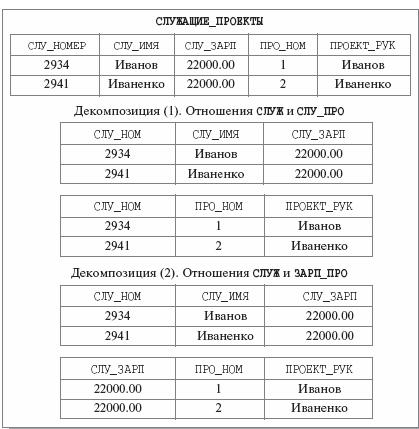 СЛУЖАЩИЕ_ПРОЕКТЫ
СЛУ_НОМЕР СЛУ_ИМЯ СЛУ_ЗАРП ПРО_НОМ ПРОЕКТ_РУК
2934 Иванов 22000.00 1 Иванов
2941 Иваненко 22000.00 2 Иваненко
Декомпозиция (1). Отношения СЛУЖ и СЛУ_ПРО
СЛУ_НОМ СЛУ_ИМЯ СЛУ_ЗАРП
2934 Иванов 22000.00
2941 Иваненко 22000.00
СЛУ_НОМ ПРО_НОМ ПРОЕКТ_РУК
2934 1 Иванов
2941 2 Иваненко
Декомпозиция (2). Отношения СЛУЖ и ЗАРП_ПРО
СЛУ_НОМ СЛУ_ИМЯ СЛУ_ЗАРП
2934 Иванов 22000.00
2941 Иваненко 22000.00
СЛУ_ЗАРП ПРО_НОМ ПРОЕКТ_РУК
22000.00 1 Иванов
22000.00 2 Иваненко